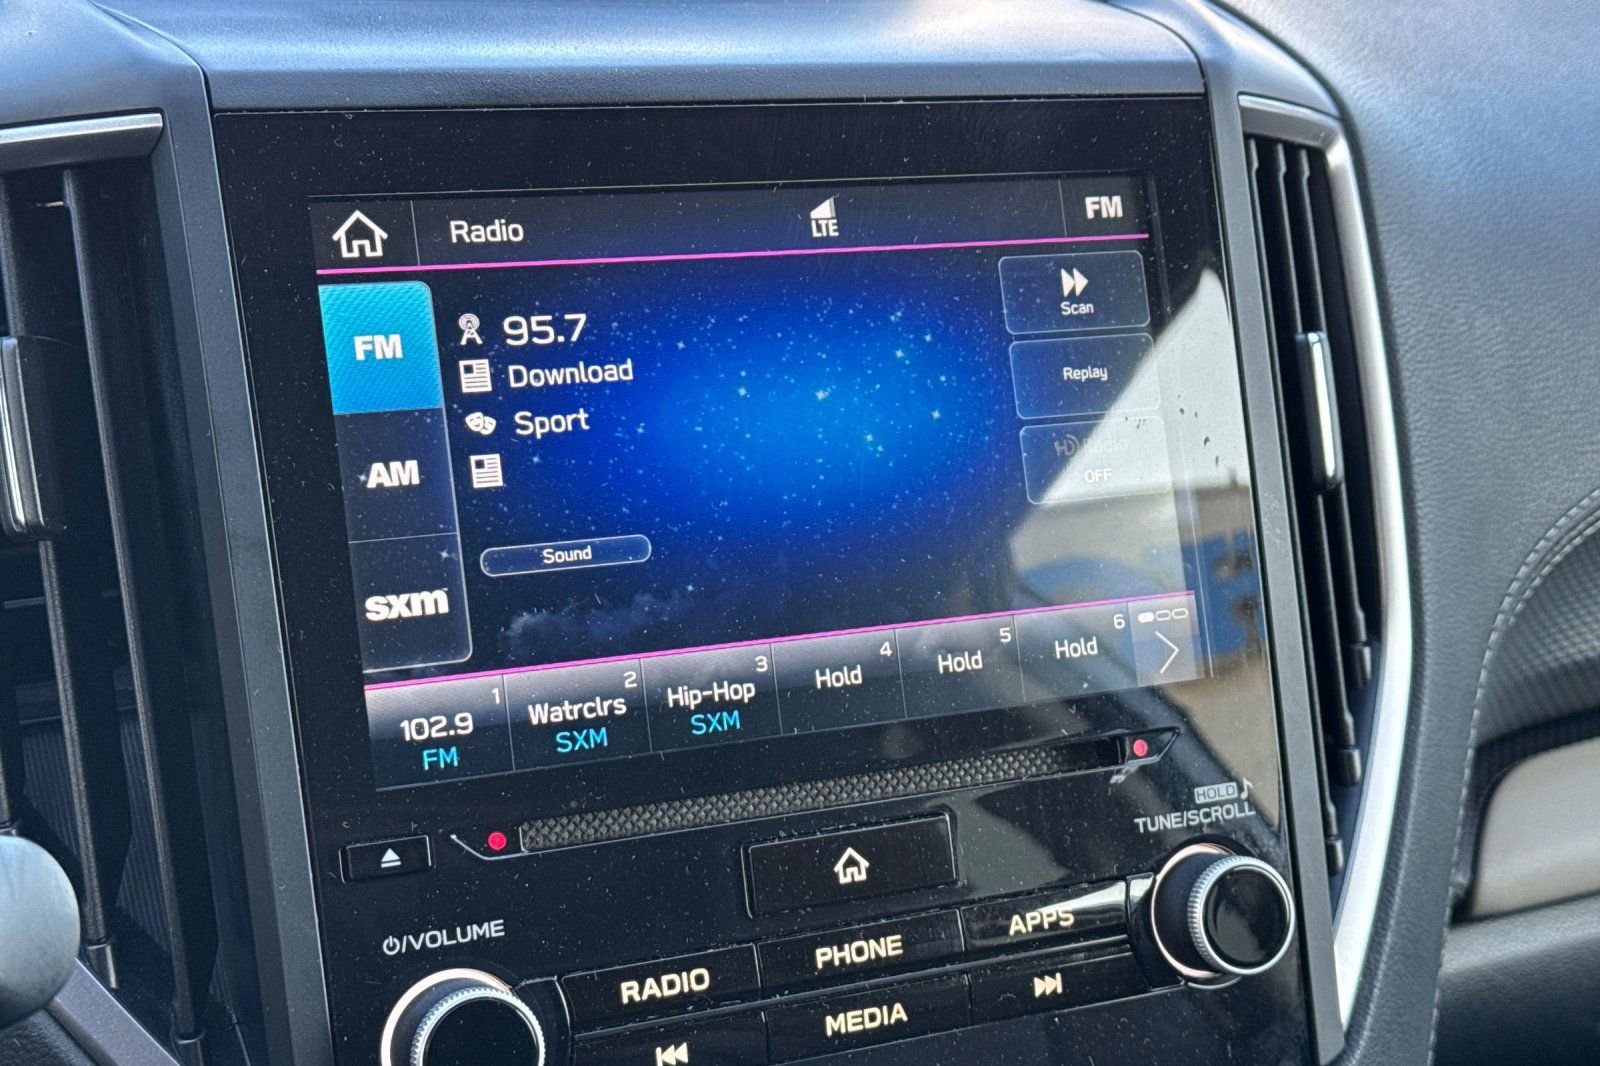 Radio
LTE
FM
FM
95.7
Scan
Download
Replay
Sport
AM
HD Radio
OFF
Sound
sxm
1
102.9
FM
2
Watrclrs
SXM
3
Hip-Hop
SXM
4
Hold
5
Hold
6
Hold
HOLD
TUNE/SCROLL
/VOLUME
RADIO
PHONE
APPS
MEDIA